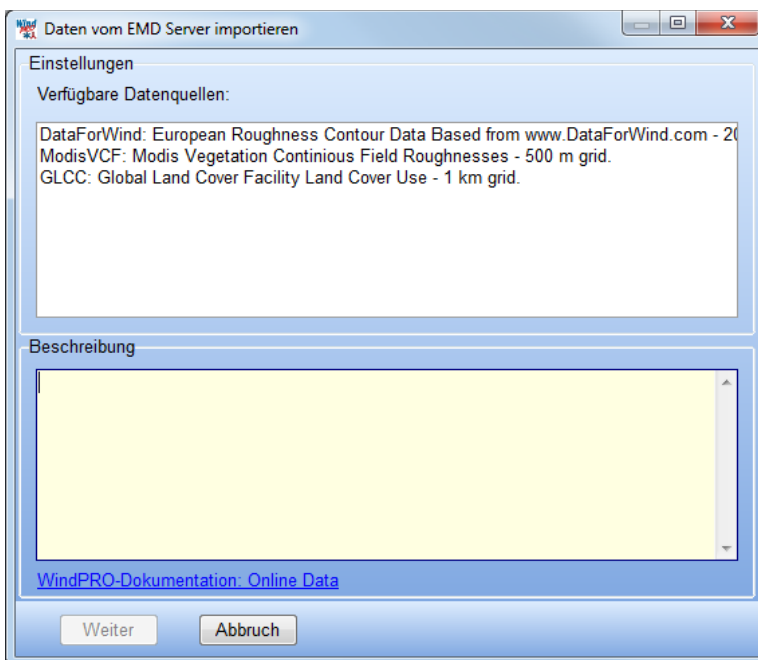 Daten vom EMD Server importieren
Einstellungen
Verfügbare Datenquellen:
DataForWind: European Roughness Contour Data Based from www.DataForWind.com - 20
ModisVCF: Modis Vegetation Continious Field Roughnesses - 500 m grid.
GLCC: Global Land Cover Facility Land Cover Use - 1 km grid.
Beschreibung
WindPRO-Dokumentation: Online Data
Weiter
Abbruch